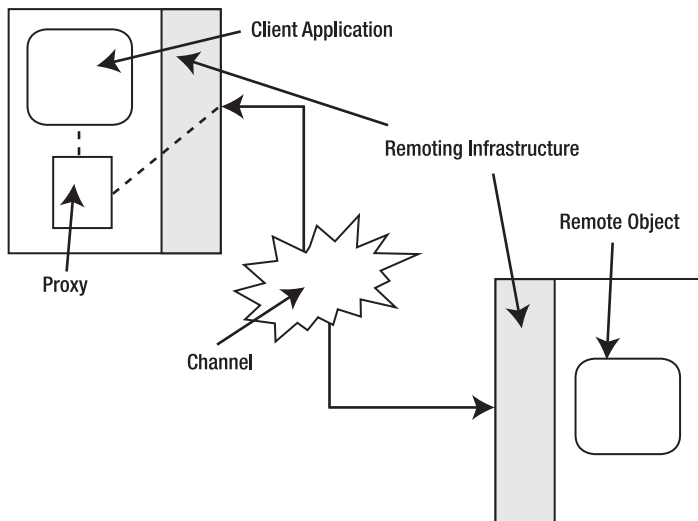 Client Application
Remoting Infrastructure
Remote Object
Proxy
Channel